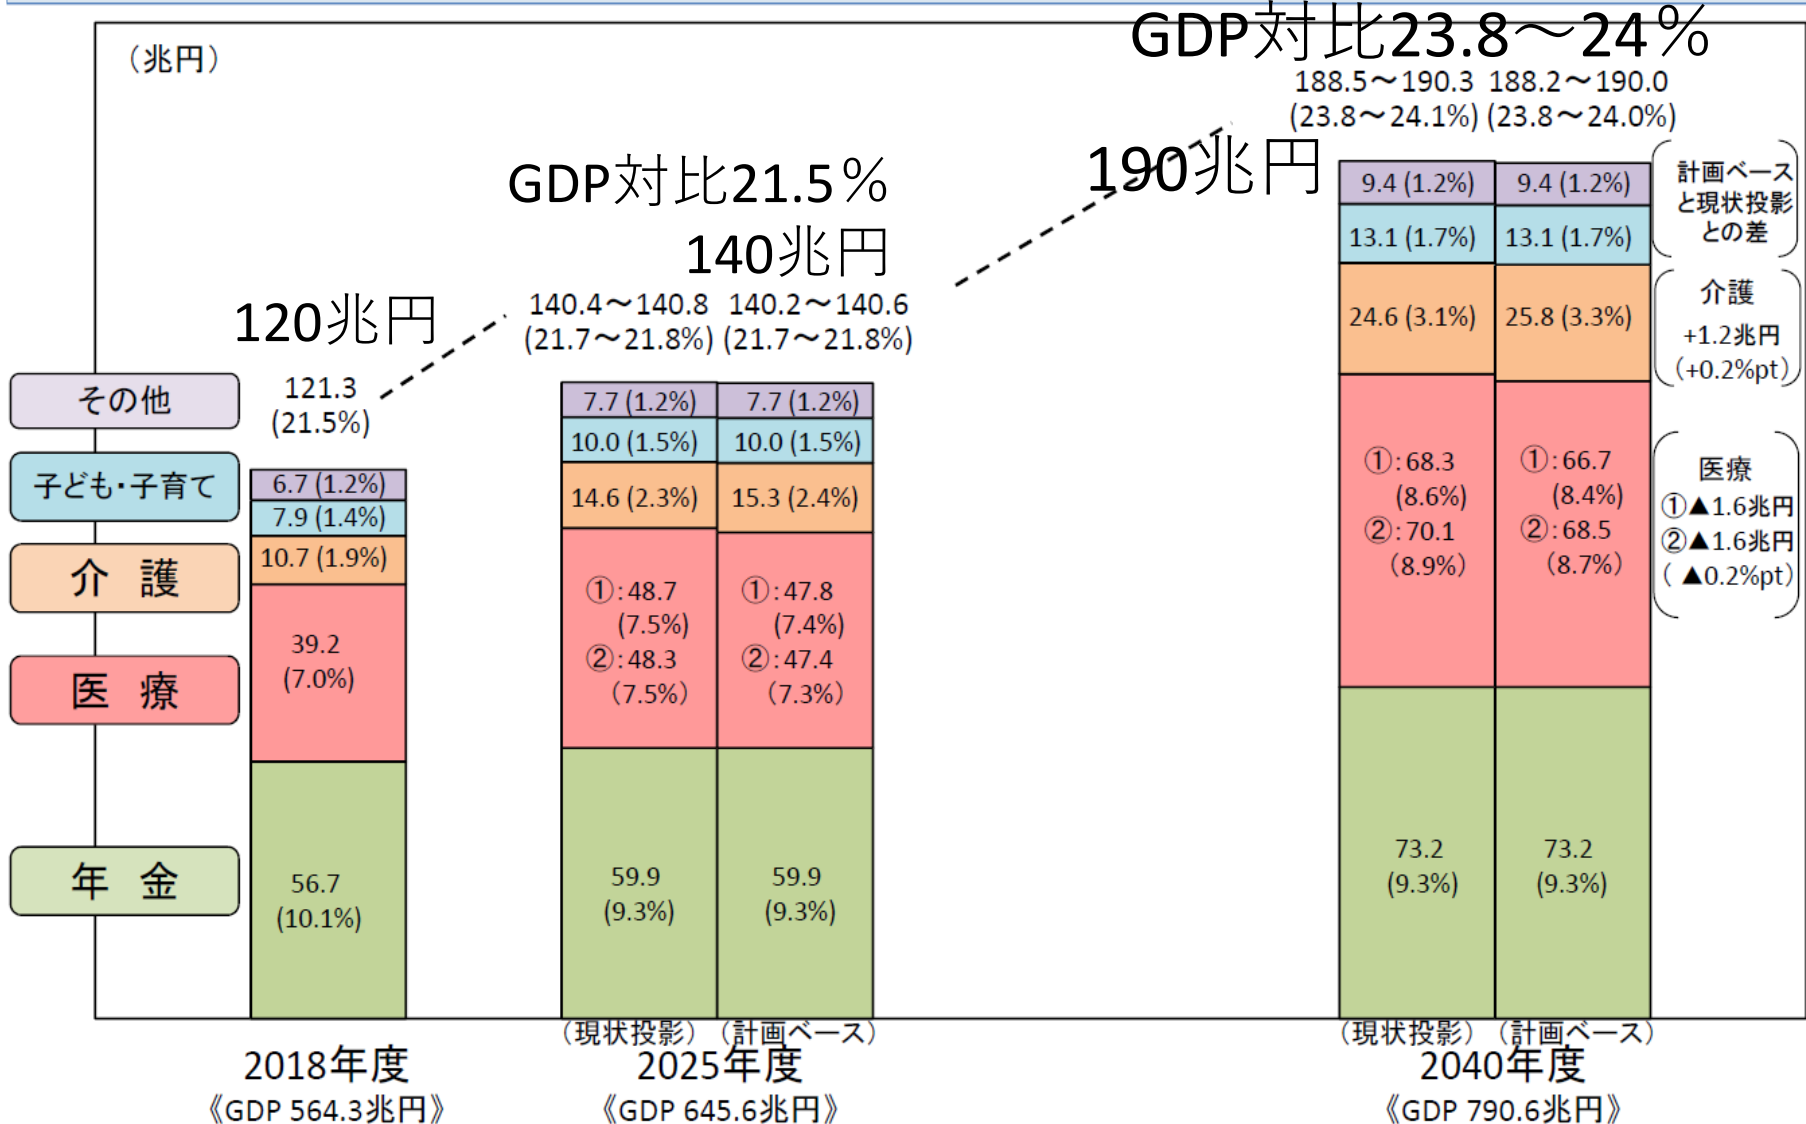 GDP対比23.8～24％
（兆円）
188.5～190.3 188.2～190.0
(23.8～24.1%) (23.8～24.0%)
190兆円
GDP対比21.5％
140兆円
140.4～140.8 140.2～140.6
(21.7～21.8%) (21.7～21.8%)
120兆円
121.3
(21.5%)
その他
子ども・子育て
介 護
医 療
年 金
6.7 (1.2%)
7.9 (1.4%)
10.7 (1.9%)
39.2
(7.0%)
56.7
(10.1%)
7.7 (1.2%)
10.0 (1.5%)
14.6 (2.3%)
①:48.7
(7.5%)
②:48.3
(7.5%)
59.9
(9.3%)
7.7 (1.2%)
10.0 (1.5%)
15.3 (2.4%)
①:47.8
(7.4%)
②:47.4
(7.3%)
59.9
(9.3%)
9.4 (1.2%)
13.1 (1.7%)
24.6 (3.1%)
①:68.3
(8.6%)
②:70.1
(8.9%)
73.2
(9.3%)
9.4 (1.2%)
13.1 (1.7%)
25.8 (3.3%)
①:66.7
(8.4%)
②:68.5
(8.7%)
73.2
(9.3%)
計画ベース
と現状投影
との差
介護
+1.2兆円
(+0.2%pt)
医療
①▲1.6兆円
②▲1.6兆円
( ▲0.2%pt)
（現状投影）（計画ベース）
（現状投影）（計画ベース）
2018年度
2025年度
2040年度
《GDP 564.3兆円》
《GDP 645.6兆円》
《GDP 790.6兆円》